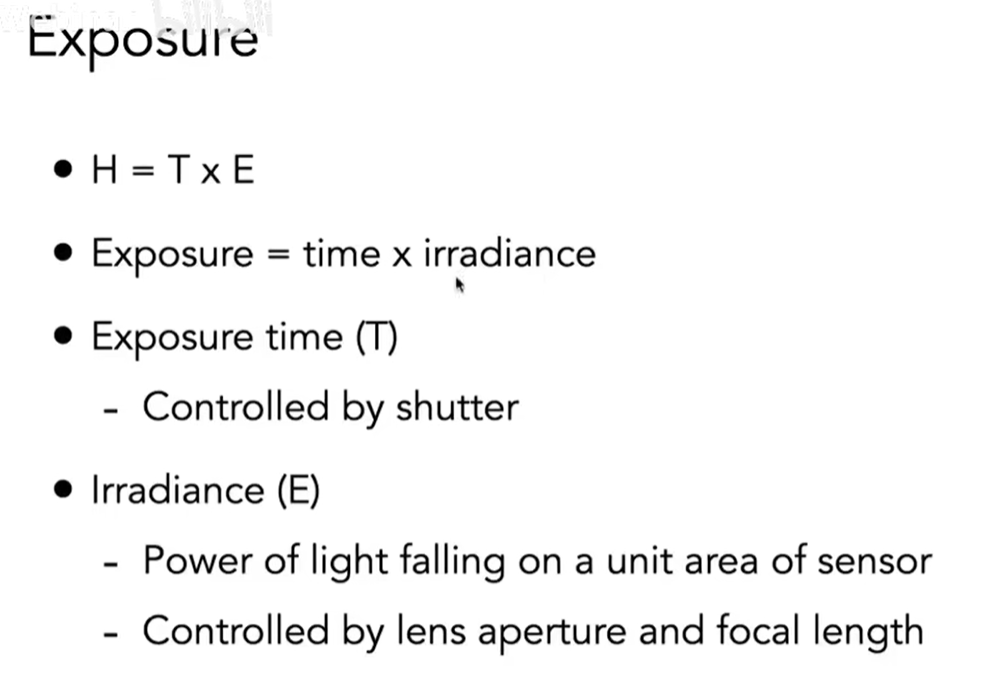 Exposure
● H = T x E
● Exposure = time x irradiance
● Exposure time (T)
- Controlled by shutter
● Irradiance (E)
- Power of light falling on a unit area of sensor
- Controlled by lens aperture and focal length